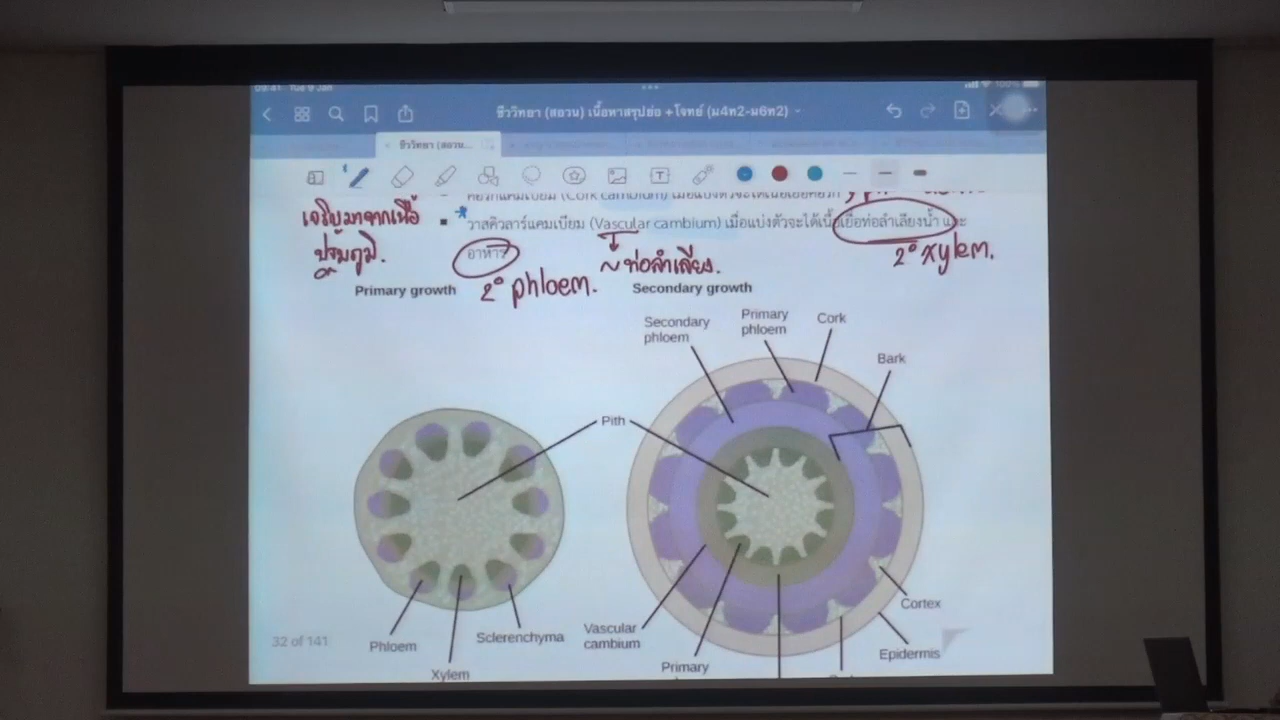 09:41 Tue 9 Jan
100%
ชีววิทยา (สอวน) เนื้อหาสรุปย่อ +โจทย์ (ม4ท2-ม6ท2)
ชีววิทยา (สอวน...
คอร์กแคมเบียม (Cork cambium) เมื่อแบ่งตัวจะได้เนื้อเยื่อคอร์ก
เจริญมาจากเนื้อ
ปฐมภูมิ.
วาสคิวลาร์แคมเบียม (Vascular cambium) เมื่อแบ่งตัวจะได้เนื้อเยื่อท่อลำเลียงน้ำ และ
อาหาร
~ ท่อลำเลียง.
2° xylem.
2° phloem.
Primary growth
Secondary growth
Secondary
phloem
Primary
phloem
Cork
Bark
Pith
Phloem
Xylem
Sclerenchyma
Vascular
cambium
Primary
Cortex
Epidermis
32 of 141